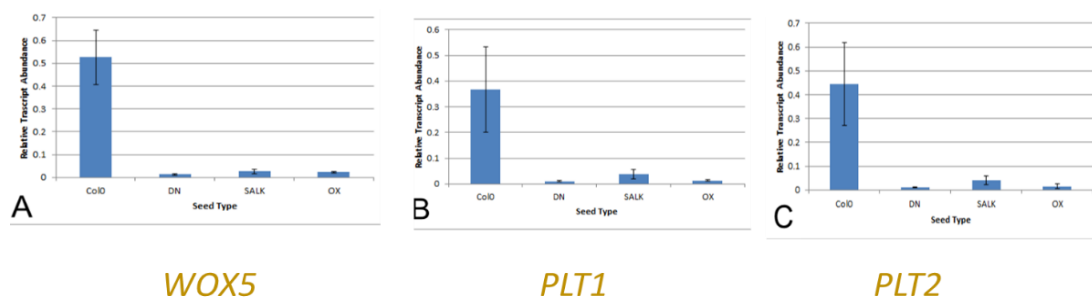 Relative Trascript Abundance
0.7
0.6
0.5
0.4
0.3
0.2
0.1
0
Col0 DN SALK OX
Seed Type
A
Relative Transcript Abundance
0.6
0.5
0.4
0.3
0.2
0.1
0
Col0 DN SALK OX
Seed Type
B
Relative Transcript Abundance
0.7
0.6
0.5
0.4
0.3
0.2
0.1
0
Col0 DN SALK OX
Seed Type
C
WOX5 PLT1 PLT2